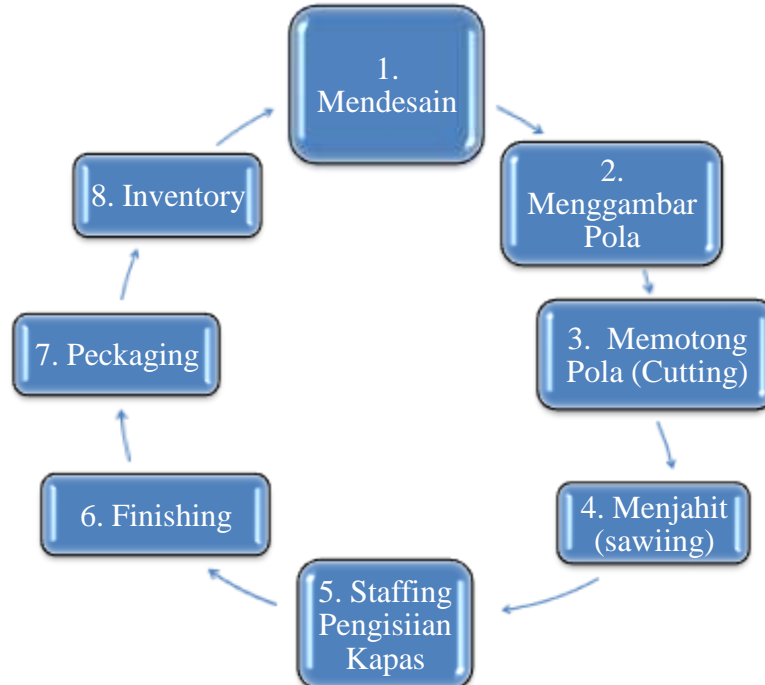 1.
Mendesain
2.
Menggambar
Pola
3. Memotong
Pola (Cutting)
4. Menjahit
(sawiing)
5. Staffing
Pengisiian
Kapas
6. Finishing
7. Peckaging
8. Inventory